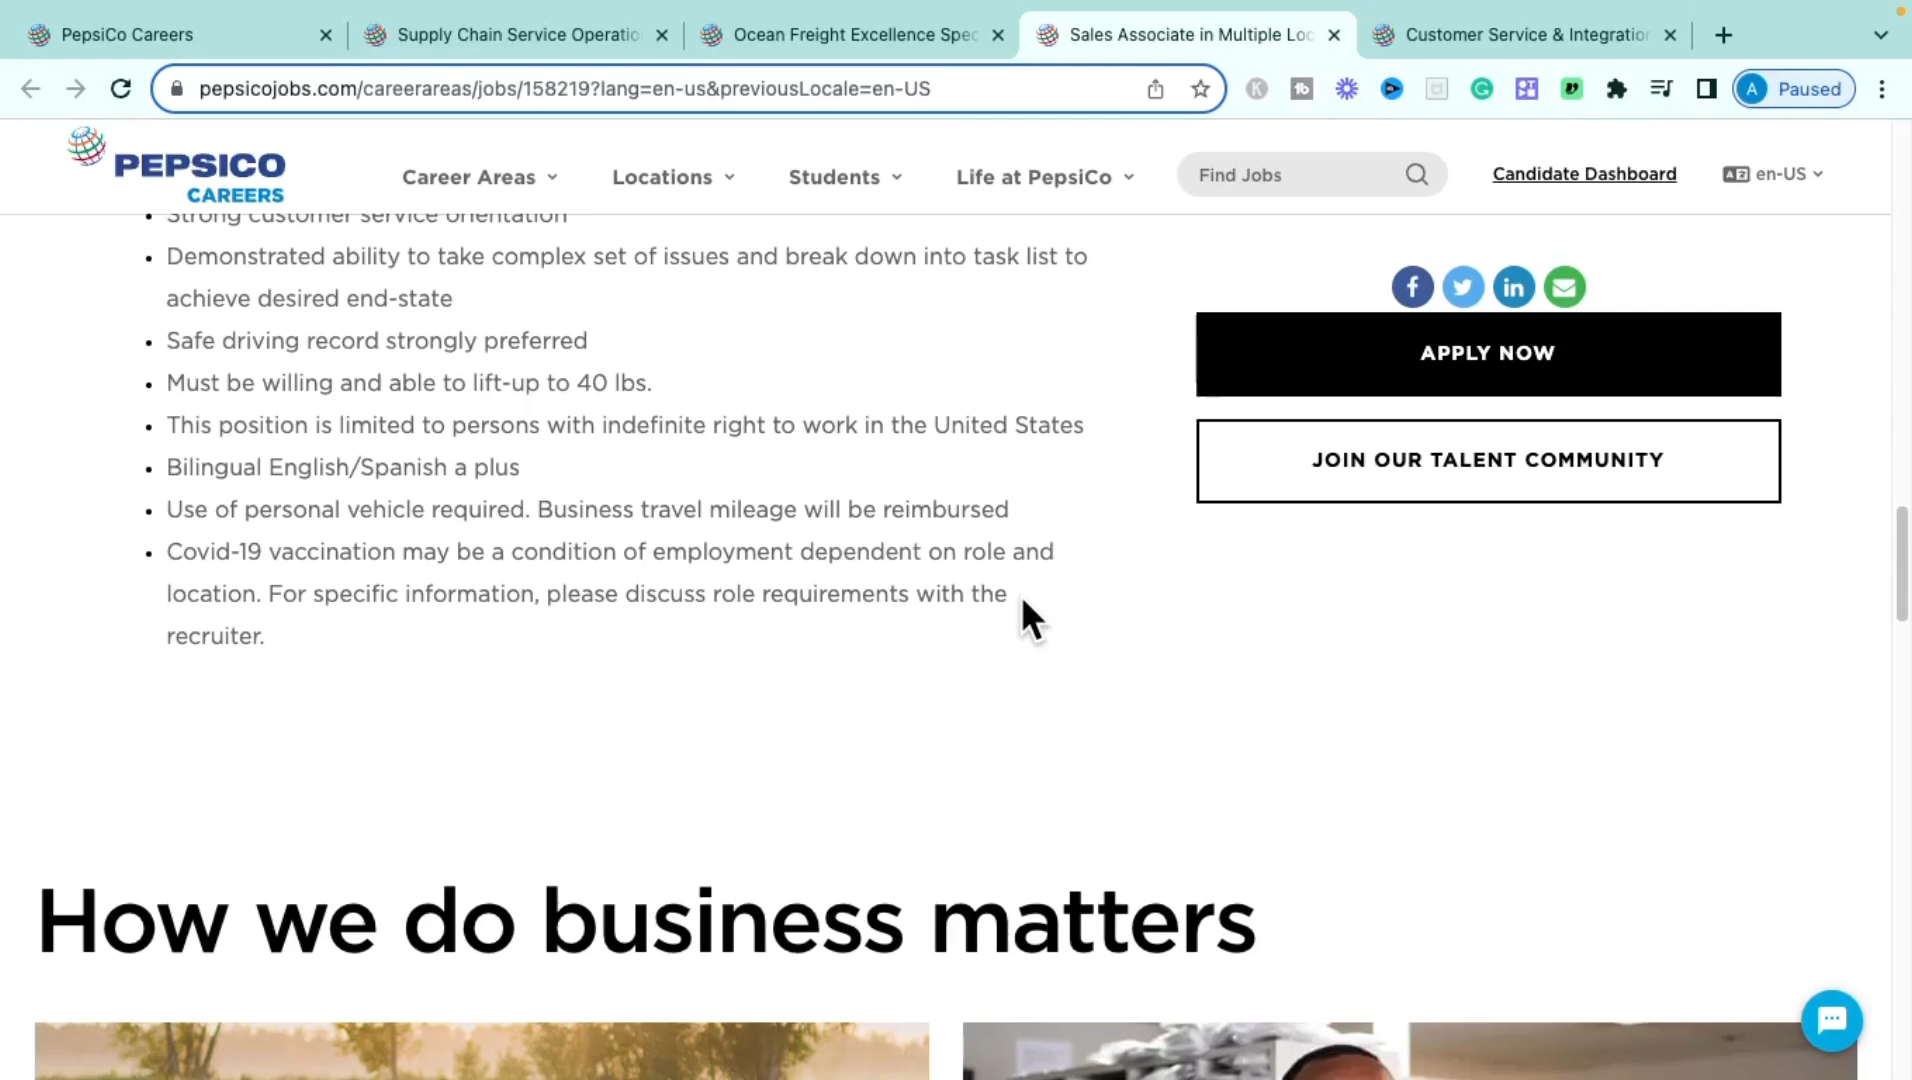 PepsiCo Careers
Supply Chain Service Operatio
Ocean Freight Excellence Spec
Sales Associate in Multiple Loc
Customer Service & Integration
pepsicojobs.com/careerareas/jobs/158219?lang=en-us&previousLocale=en-US
A Paused
PEPSICO
CAREERS
Career Areas
Locations
Students
Life at PepsiCo
Find Jobs
Candidate Dashboard
en-US
• Strong customer service orientation
• Demonstrated ability to take complex set of issues and break down into task list to
achieve desired end-state
• Safe driving record strongly preferred
• Must be willing and able to lift-up to 40 lbs.
• This position is limited to persons with indefinite right to work in the United States
• Bilingual English/Spanish a plus
• Use of personal vehicle required. Business travel mileage will be reimbursed
• Covid-19 vaccination may be a condition of employment dependent on role and
location. For specific information, please discuss role requirements with the
recruiter.
APPLY NOW
JOIN OUR TALENT COMMUNITY
How we do business matters